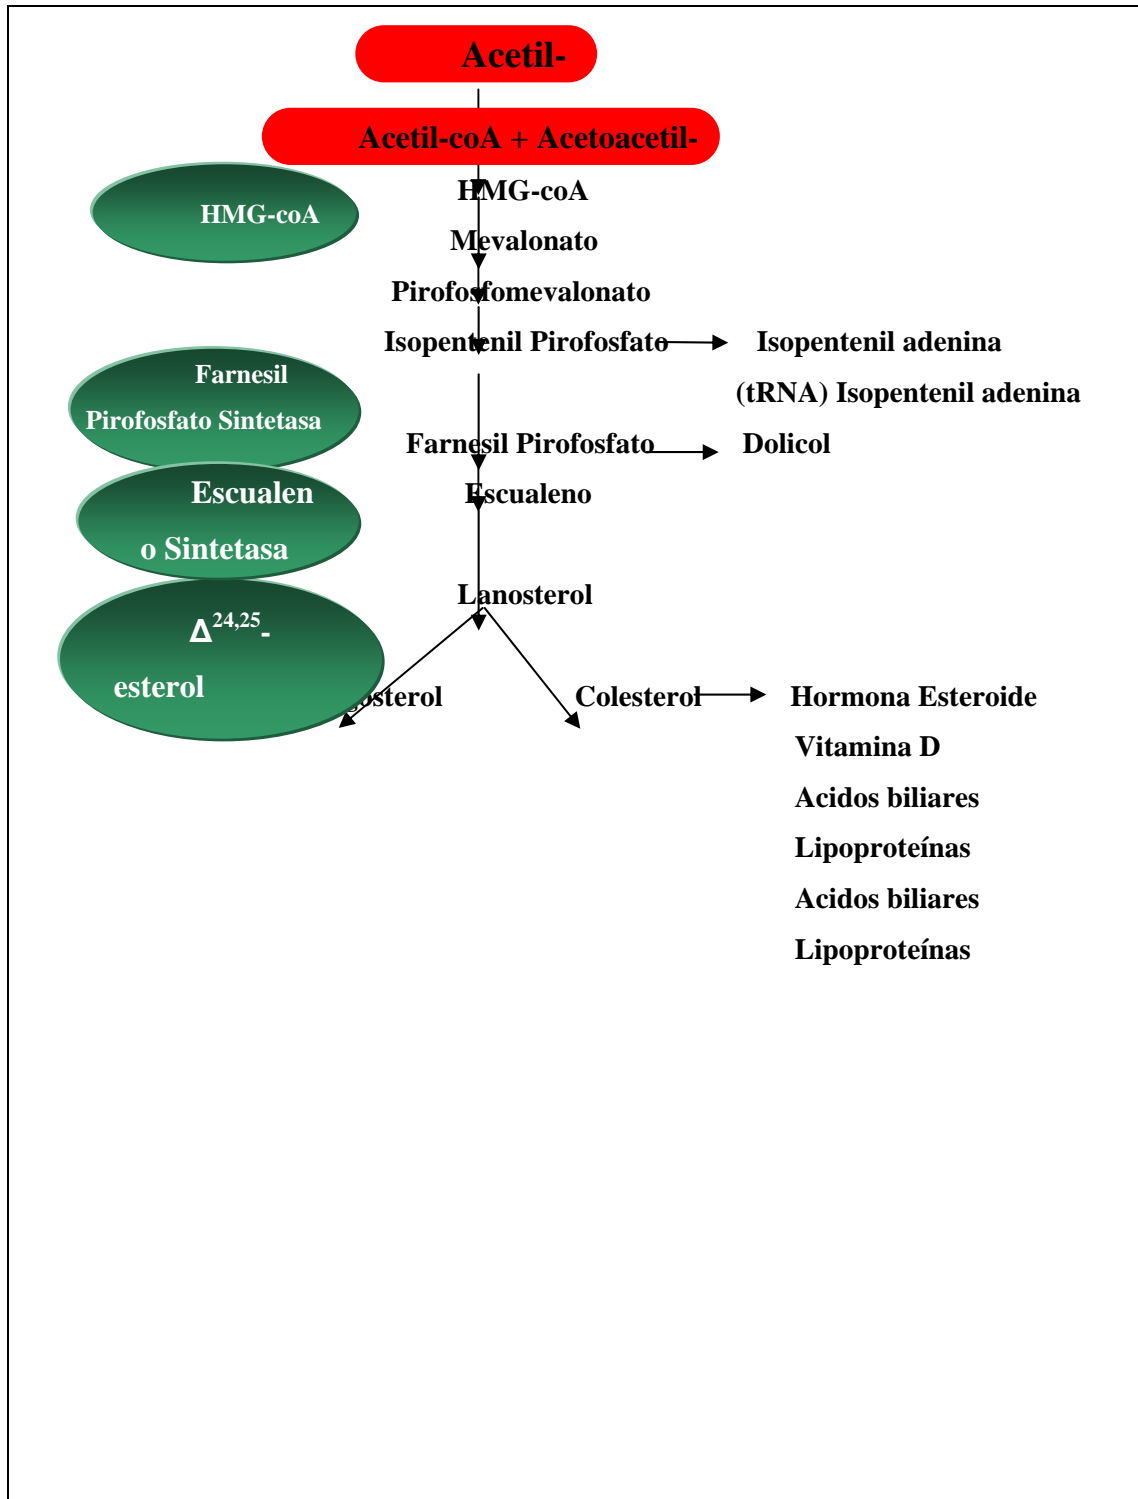 Acetil-
Acetil-coA + Acetoacetil-
HMG-coA
HMG-coA
Mevalonato
Pirofosfomevalonato
Isopentenil Pirofosfato Isopentenil adenina
Farnesil
Pirofosfato Sintetasa
(tRNA) Isopentenil adenina
Farnesil Pirofosfato Dolicol
Escualeno
Escualen
o Sintetasa
Lanosterol
Δ24,25-
esterol
gosterol Colesterol Hormona Esteroide
Vitamina D
Acidos biliares
Lipoproteínas
Acidos biliares
Lipoproteínas